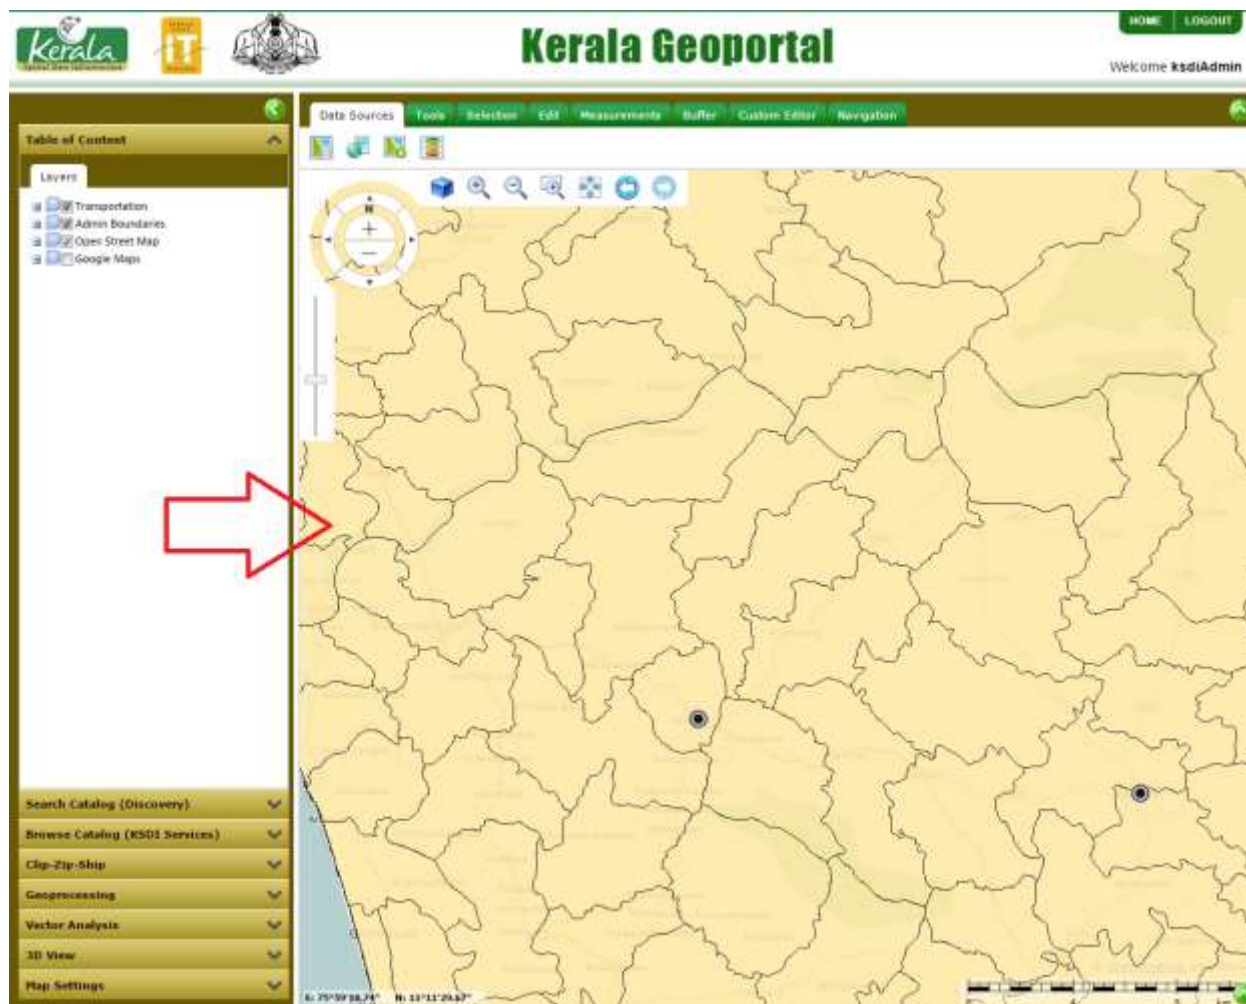 Kerala
IT
Kerala Geoportal
HOME LOGOUT
Welcome ksdiAdmin
Data Sources Tools Selection Edit Measurements Buffer Custom Editor Navigation
Table of Content
Layers
Transportation
Admin Boundaries
Open Street Map
Google Maps
N
Search Catalog (Discovery)
Browse Catalog (KSDI Services)
Clip-Zip-Ship
Geoprocessing
Vector Analysis
3D View
Map Settings